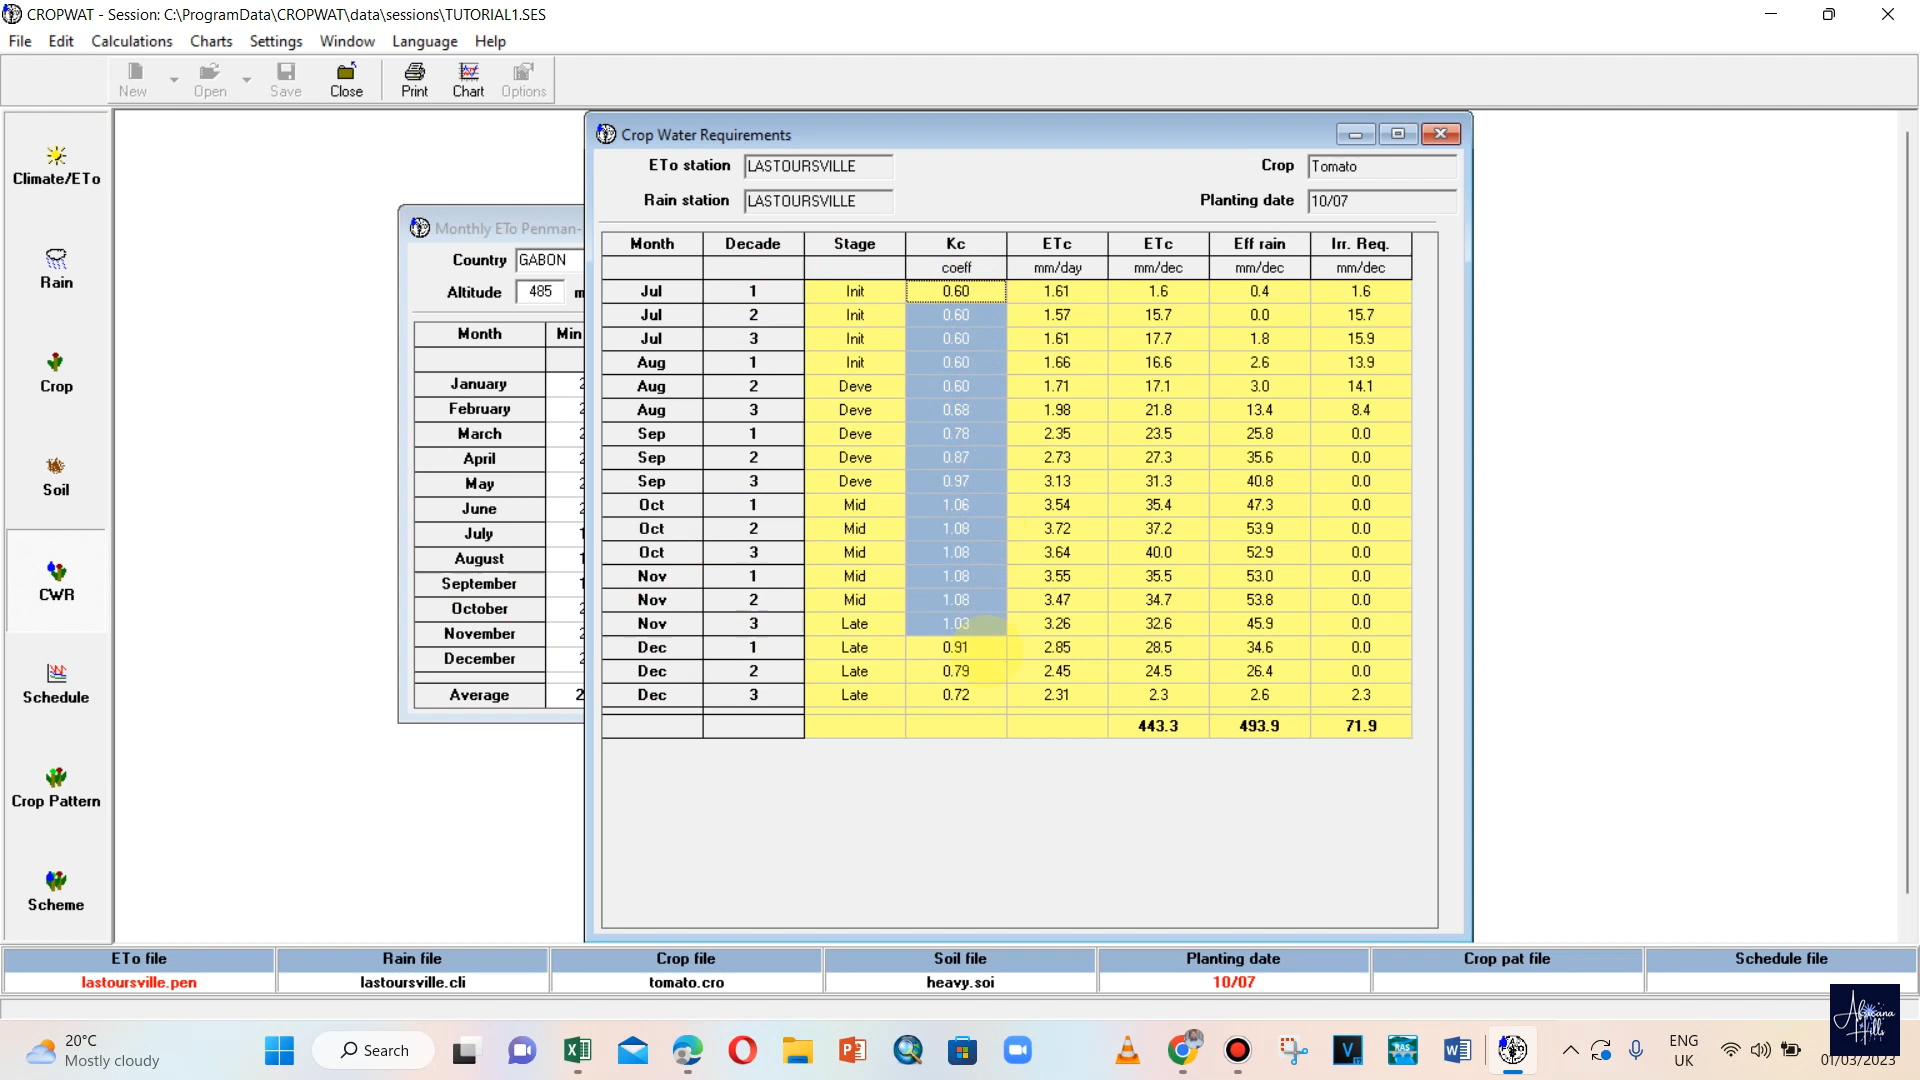 CROPWAT - Session: C:\ProgramData\CROPWAT\data\sessions\TUTORIAL1.SES
File Edit Calculations Charts Settings Window Language Help
New Open Save Close Print Chart Options
Climate/ETo
Rain
Crop
Soil
CWR
Schedule
Crop Pattern
Scheme
Monthly ETo Penman-
Country GABON
Altitude 485 m
Month Min
January 2
February 2
March 2
April 2
May 2
June 2
July 1
August 1
September 1
October 2
November 2
December 2
Average 2
Crop Water Requirements
ETo station LASTOURSVILLE Crop Tomato
Rain station LASTOURSVILLE Planting date 10/07
Month Decade Stage Kc ETc ETc Eff rain Irr. Req.
coeff mm/day mm/dec mm/dec mm/dec
Jul 1 Init 0.60 1.61 1.6 0.4 1.6
Jul 2 Init 0.60 1.57 15.7 0.0 15.7
Jul 3 Init 0.60 1.61 17.7 1.8 15.9
Aug 1 Init 0.60 1.66 16.6 2.6 13.9
Aug 2 Deve 0.60 1.71 17.1 3.0 14.1
Aug 3 Deve 0.68 1.98 21.8 13.4 8.4
Sep 1 Deve 0.78 2.35 23.5 25.8 0.0
Sep 2 Deve 0.87 2.73 27.3 35.6 0.0
Sep 3 Deve 0.97 3.13 31.3 40.8 0.0
Oct 1 Mid 1.06 3.54 35.4 47.3 0.0
Oct 2 Mid 1.08 3.72 37.2 53.9 0.0
Oct 3 Mid 1.08 3.64 40.0 52.9 0.0
Nov 1 Mid 1.08 3.55 35.5 53.0 0.0
Nov 2 Mid 1.08 3.47 34.7 53.8 0.0
Nov 3 Late 1.03 3.26 32.6 45.9 0.0
Dec 1 Late 0.91 2.85 28.5 34.6 0.0
Dec 2 Late 0.79 2.45 24.5 26.4 0.0
Dec 3 Late 0.72 2.31 2.3 2.6 2.3
443.3 493.9 71.9
ETo file Rain file Crop file Soil file Planting date Crop pat file Schedule file
lastoursville.pen lastoursville.cli tomato.cro heavy.soi 10/07
Africana
Hills
20°C
Mostly cloudy
Search
ENG
UK
01/03/2023